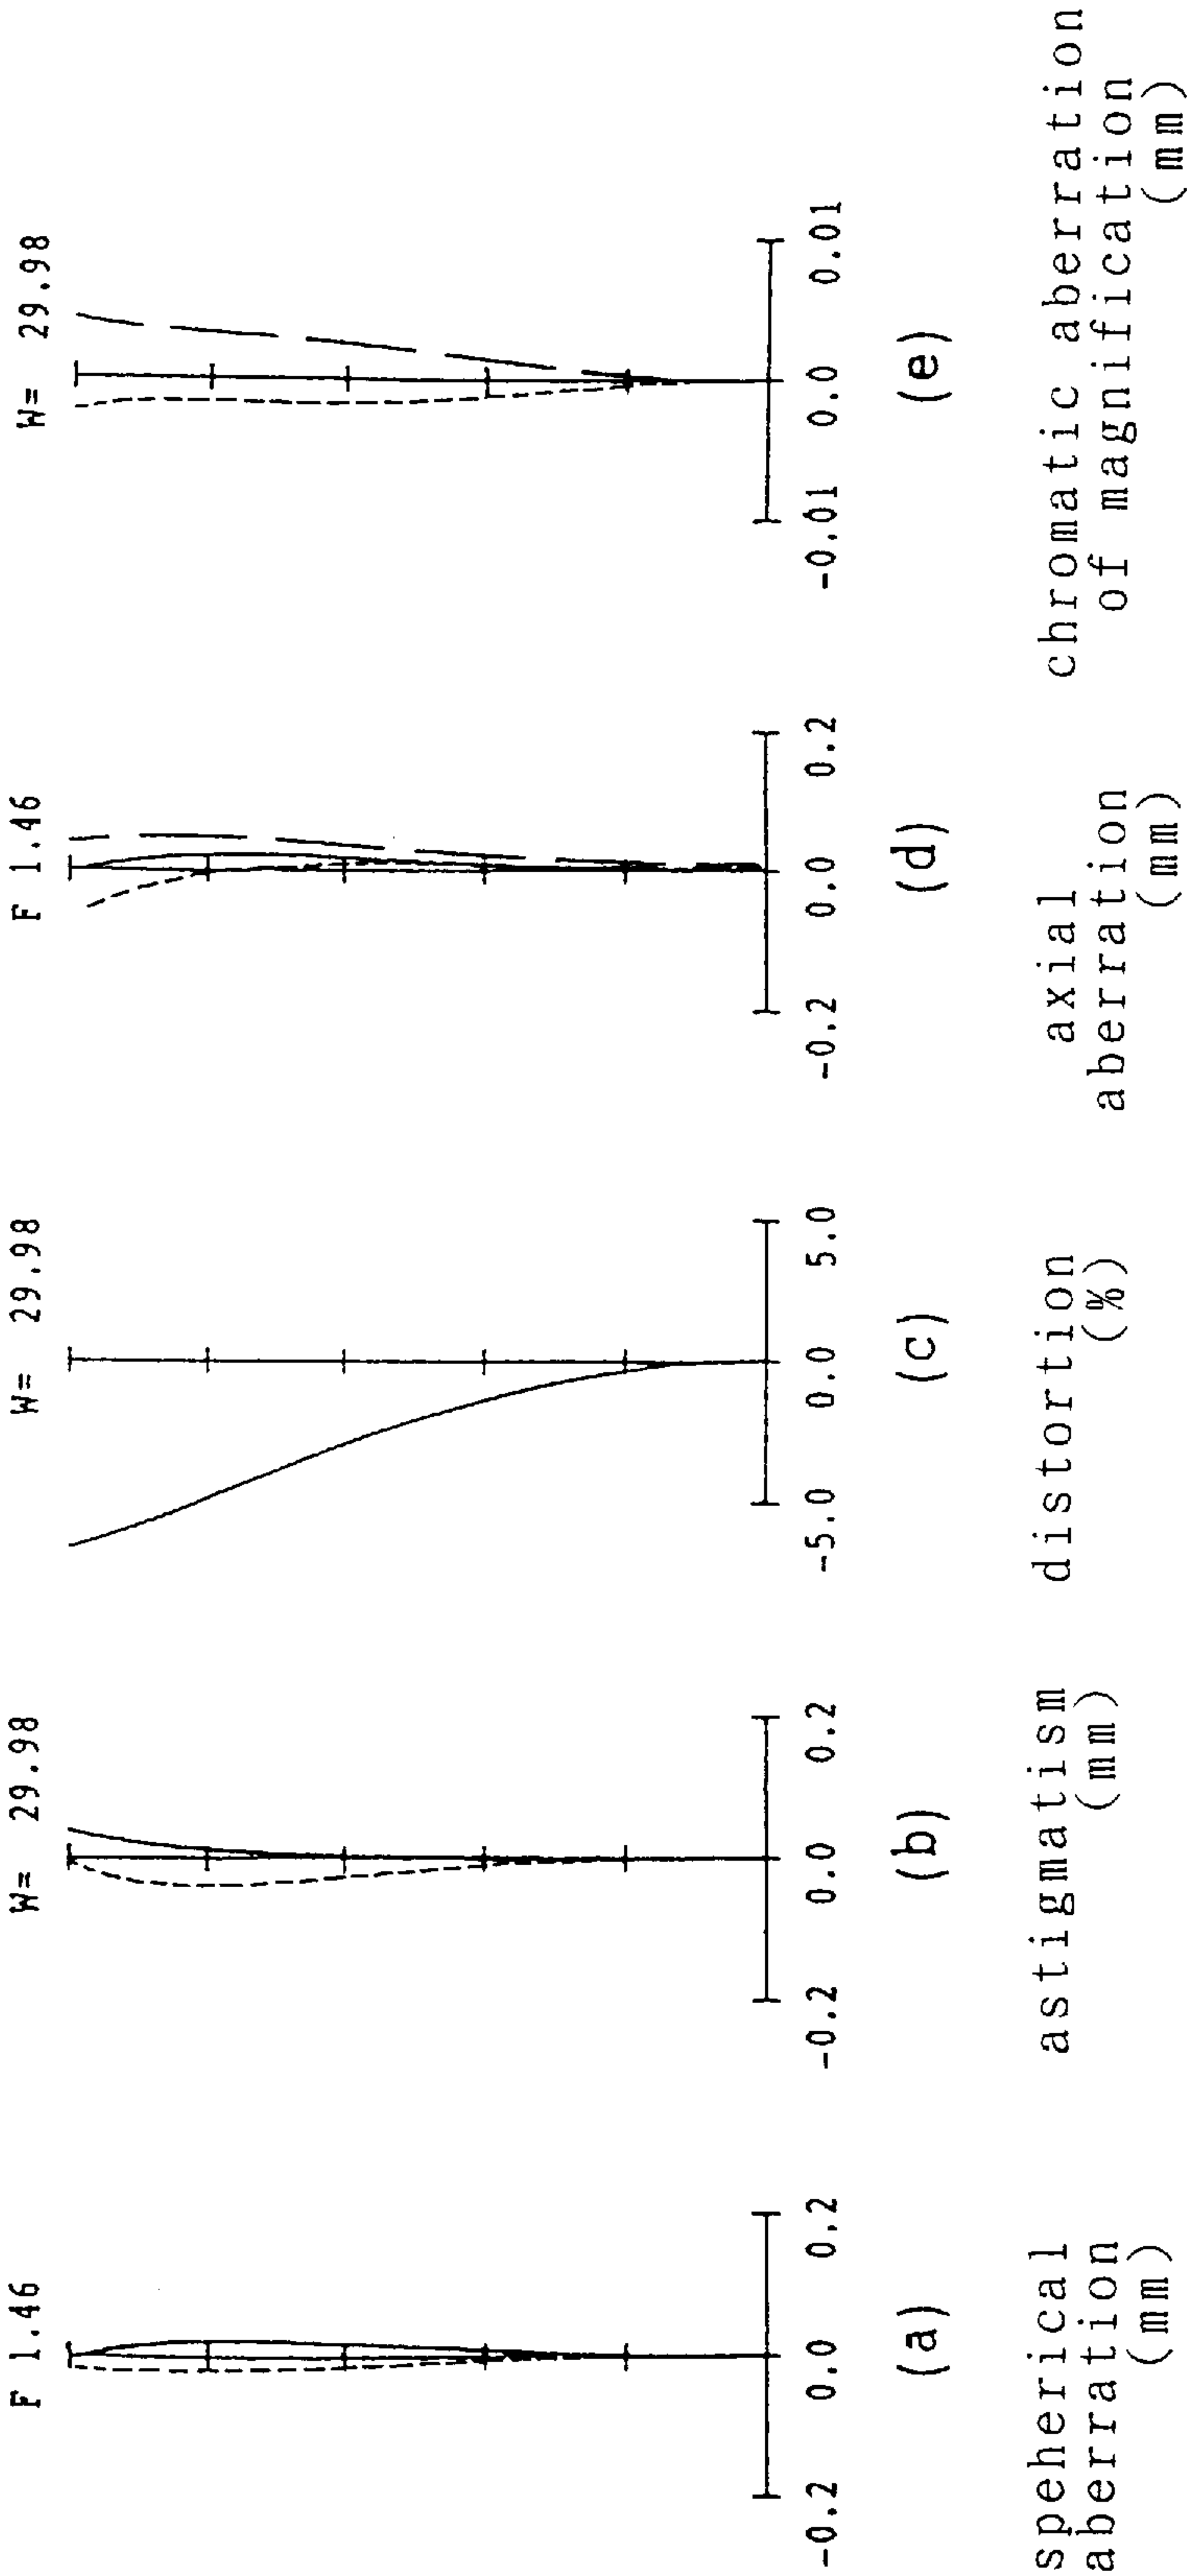 F 1.46
-0.2 0.0 0.2
(a)
speherical
aberration
(mm)
W= 29.98
-0.2 0.0 0.2
(b)
astigmatism
(mm)
W= 29.98
-5.0 0.0 5.0
(c)
distortion
(%)
F 1.46
-0.2 0.0 0.2
(d)
axial
aberration
(mm)
W= 29.98
-0.01 0.0 0.01
(e)
chromatic aberration
of magnification
(mm)